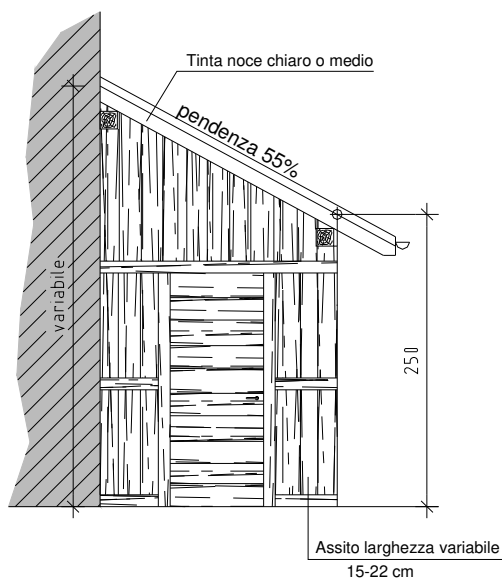 Tinta noce chiaro o medio
pendenza 55%
variabile
250
Assito larghezza variabile
15-22 cm